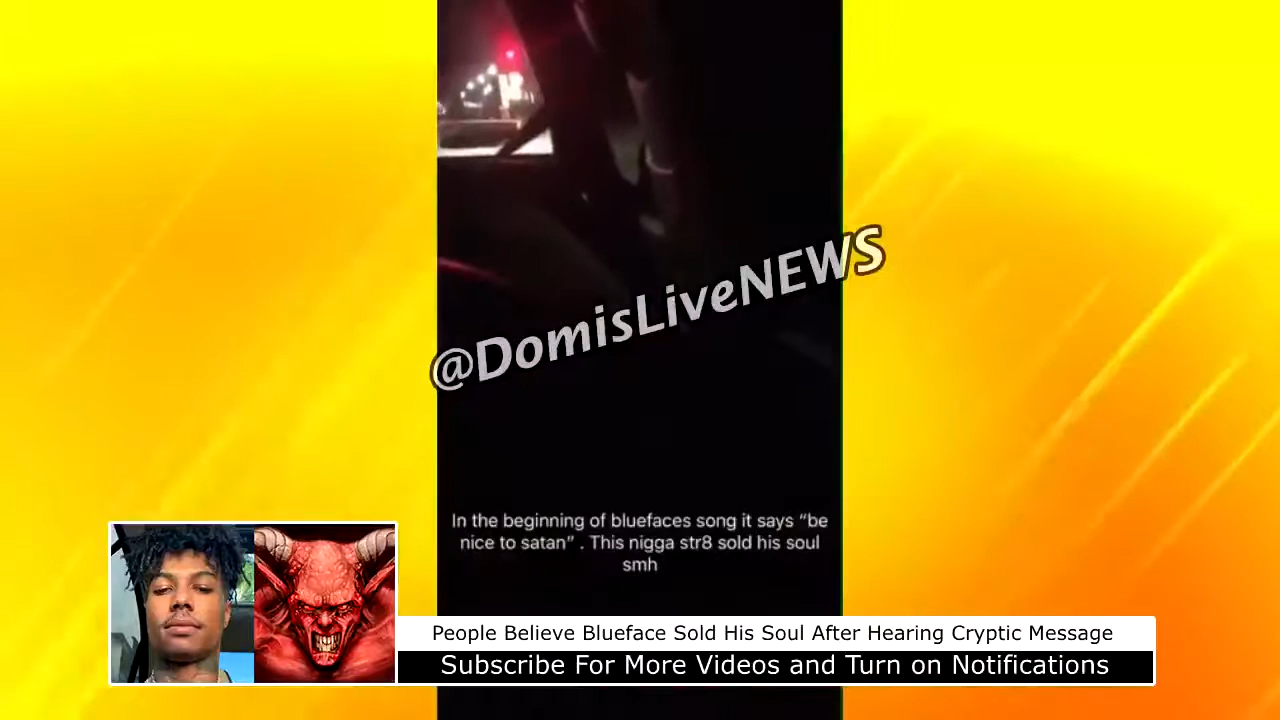 @DomisLiveNEWS
In the beginning of bluefaces song it says “be
nice to satan” . This nigga str8 sold his soul
smh
People Believe Blueface Sold His Soul After Hearing Cryptic Message
Subscribe For More Videos and Turn on Notifications